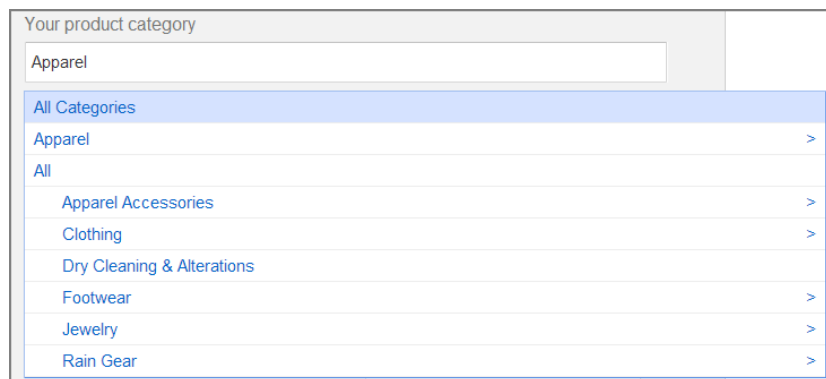 Your product category
Apparel
All Categories
Apparel >
All
Apparel Accessories >
Clothing >
Dry Cleaning & Alterations
Footwear >
Jewelry >
Rain Gear >